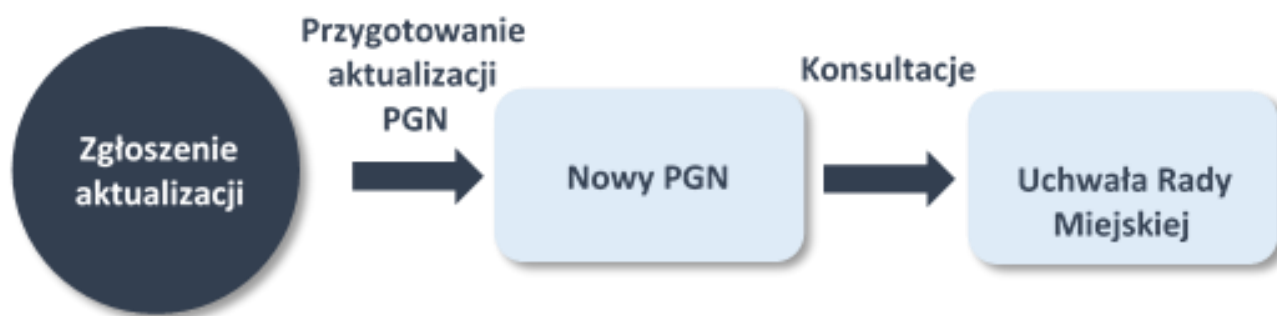 Zgłoszenie
aktualizacji
Przygotowanie
aktualizacji
PGN
Nowy PGN
Konsultacje
Uchwała Rady
Miejskiej